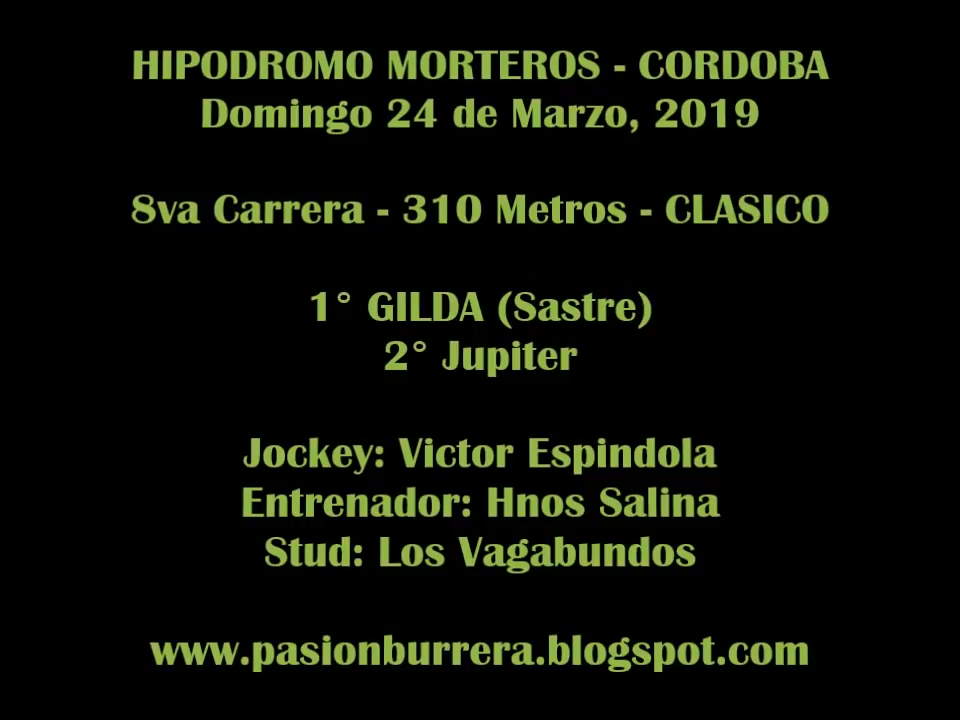 HIPODROMO MORTEROS - CORDOBA
Domingo 24 de Marzo, 2019
8va Carrera - 310 Metros - CLASICO
1° GILDA (Sastre)
2° Jupiter
Jockey: Victor Espindola
Entrenador: Hnos Salina
Stud: Los Vagabundos
www.pasionburrera.blogspot.com